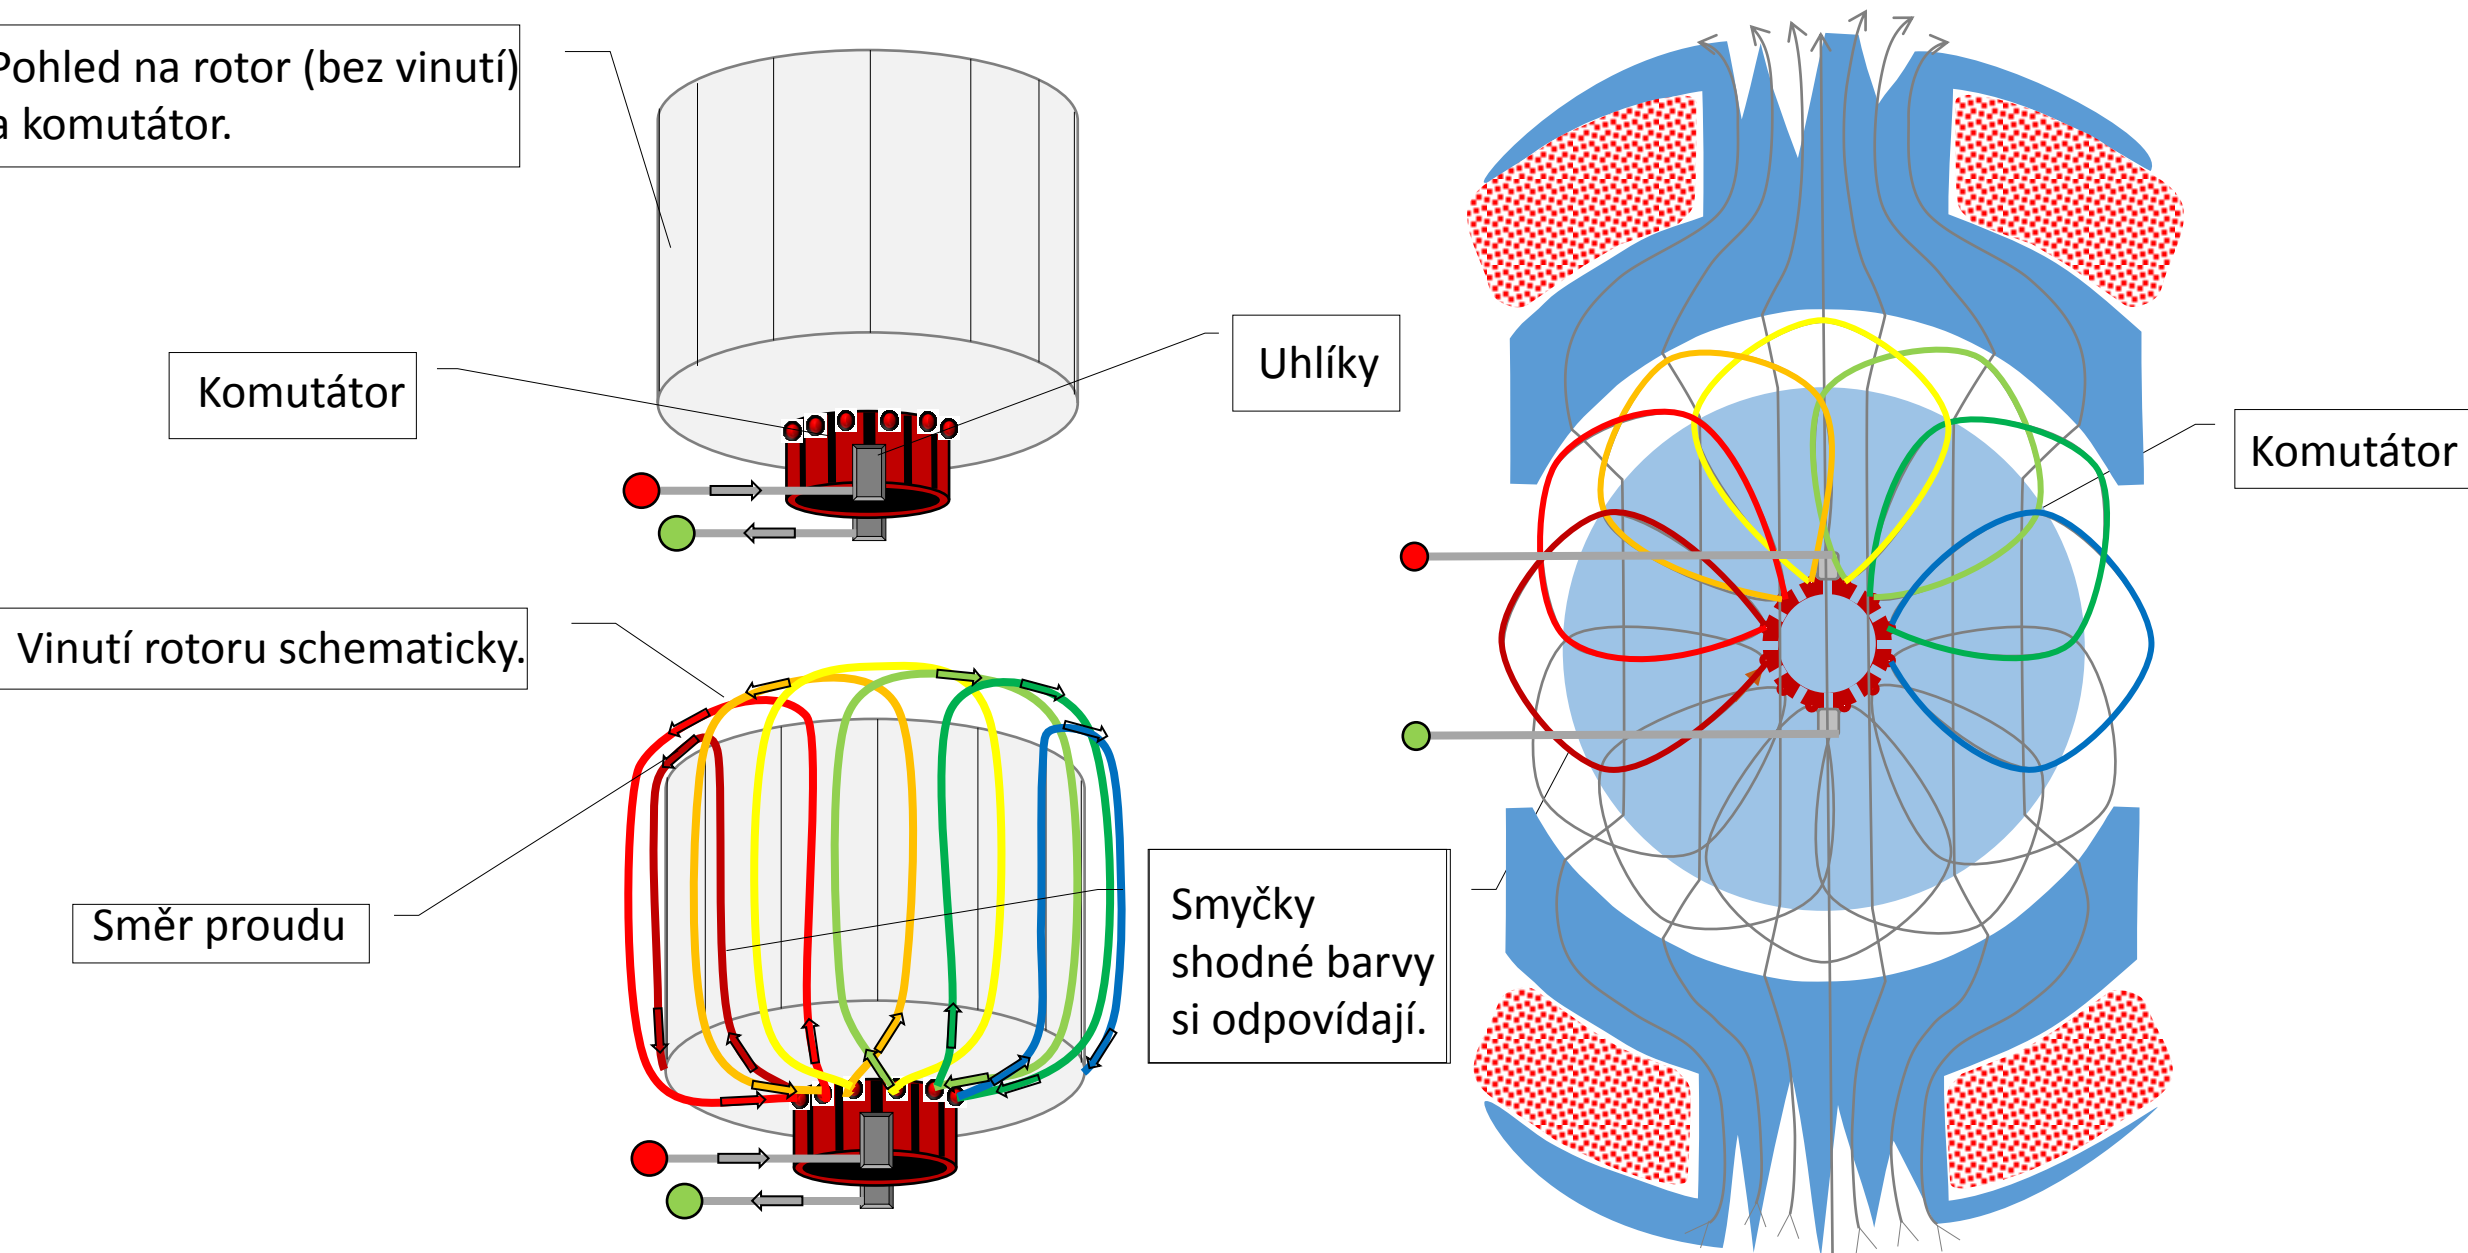 Pohled na rotor (bez vinutí)
a komutátor.
Komutátor
Uhlíky
Komutátor
Vinutí rotoru schematicky.
Směr proudu
Smyčky
shodné barvy
si odpovídají.